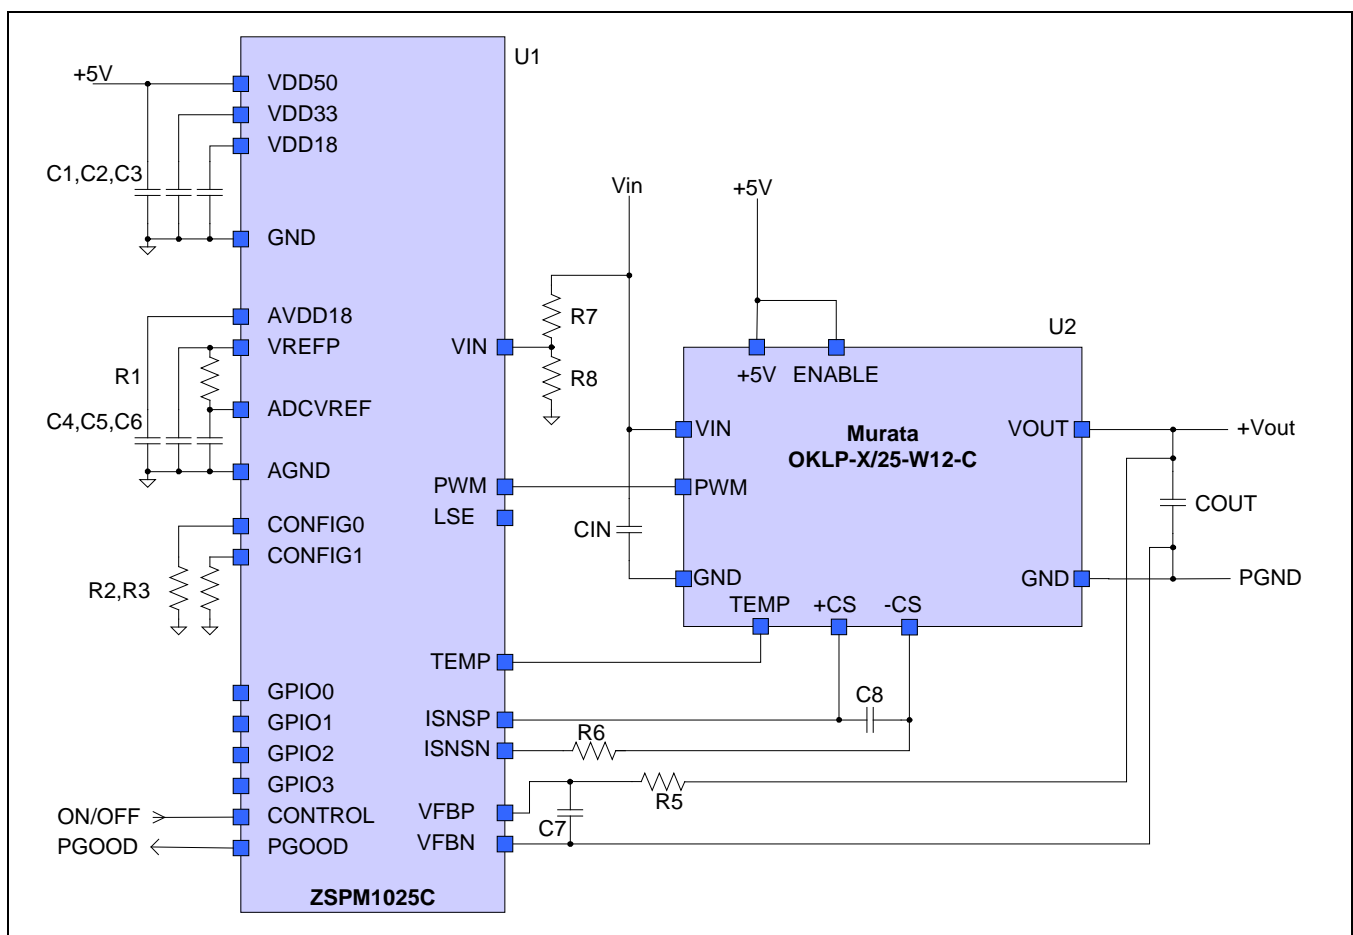 U1
+5V
VDD50
VDD33
VDD18
C1,C2,C3
GND
AVDD18
VREFP
R1
ADCVREF
C4,C5,C6
AGND
CONFIG0
CONFIG1
R2,R3
GPIO0
GPIO1
GPIO2
GPIO3
ON/OFF
CONTROL
PGOOD
PGOOD
VIN
PWM
LSE
TEMP
ISNSP
ISNSN
VFBP
VFBN
ZSPM1025C
Vin
+5V
R7
R8
CIN
U2
+5V
ENABLE
VIN
PWM
GND
Murata
OKLP-X/25-W12-C
VOUT
GND
TEMP
+CS
-CS
+Vout
COUT
PGND
C8
R6
R5
C7